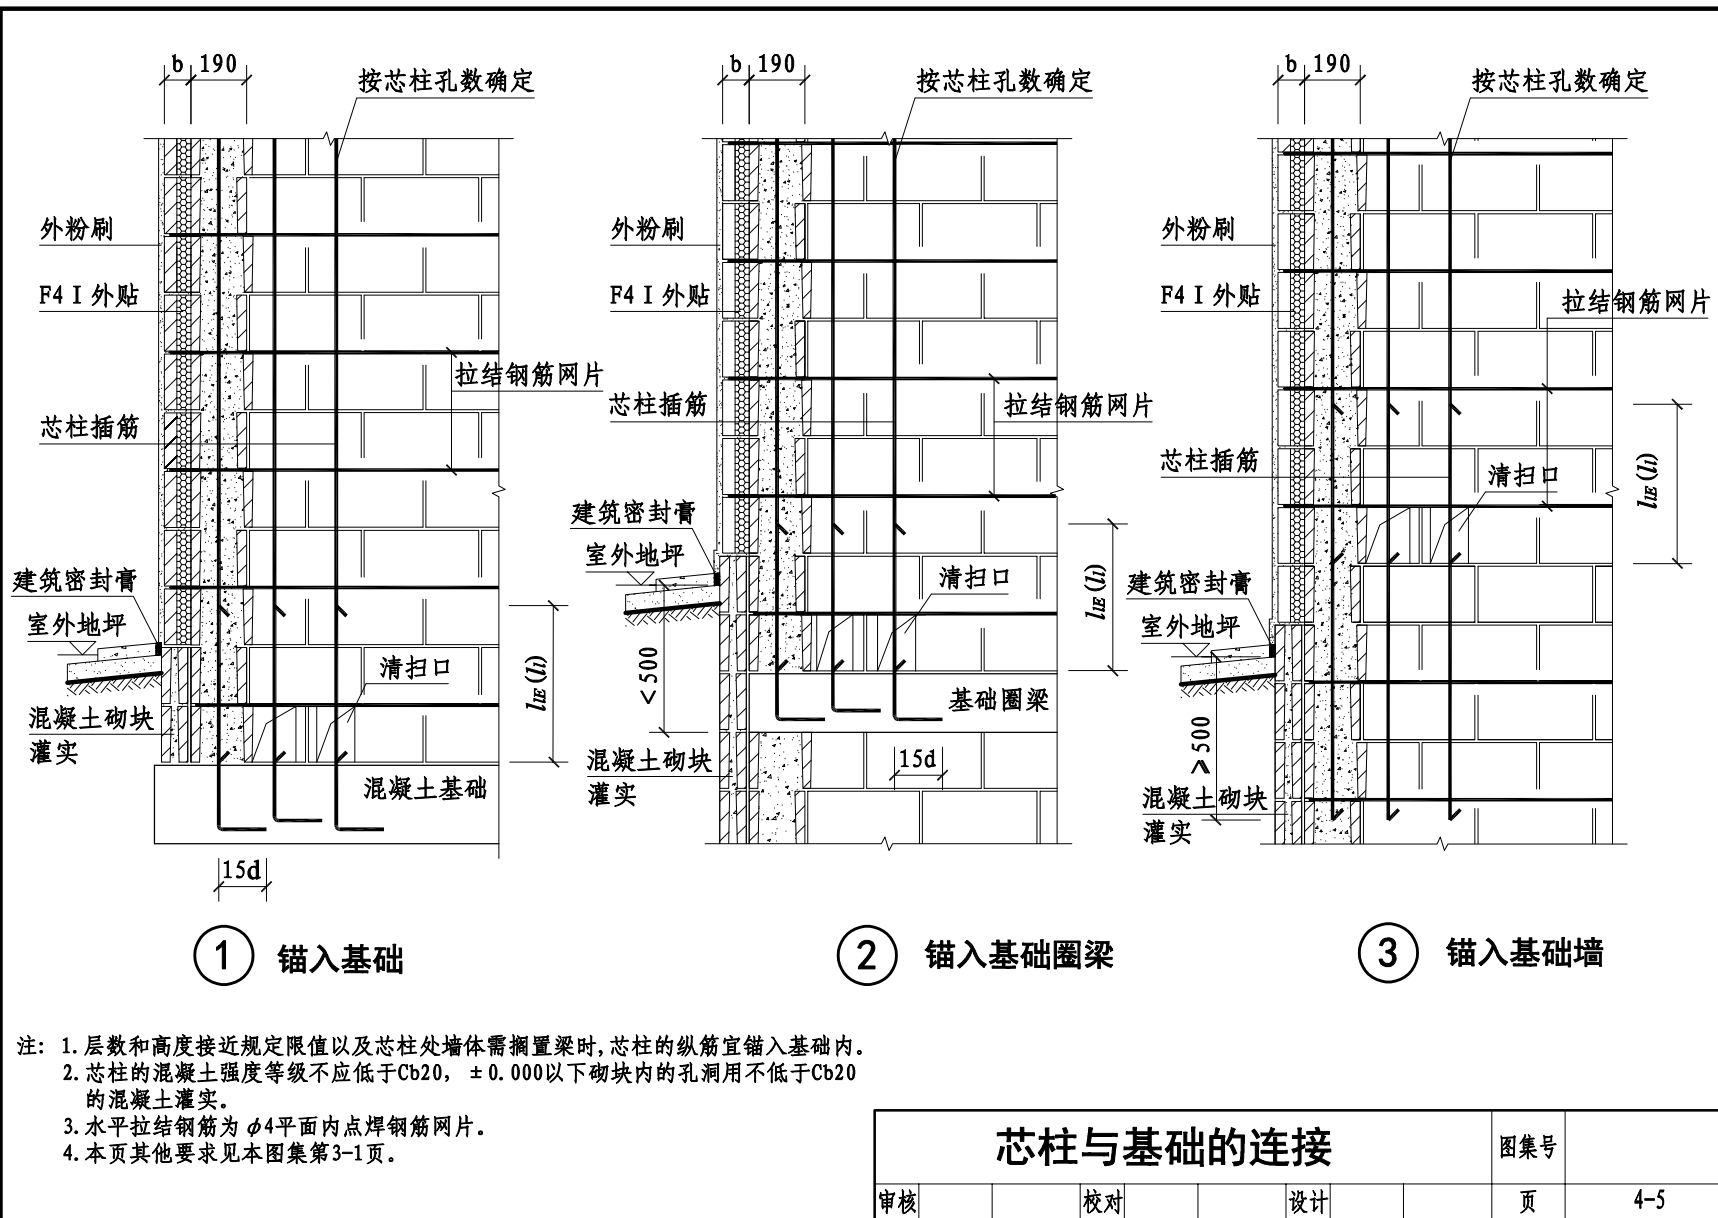 b 190
按芯柱孔数确定
外粉刷
F4 I 外贴
拉结钢筋网片
芯柱插筋
建筑密封膏
室外地坪
清扫口
混凝土砌块
灌实
混凝土基础
llE(ll)
15d
1 锚入基础
b 190
按芯柱孔数确定
外粉刷
F4 I 外贴
拉结钢筋网片
芯柱插筋
建筑密封膏
室外地坪
清扫口
<500
基础圈梁
混凝土砌块
灌实
15d
llE(ll)
2 锚入基础圈梁
b 190
按芯柱孔数确定
外粉刷
F4 I 外贴
拉结钢筋网片
芯柱插筋
清扫口
llE(ll)
建筑密封膏
室外地坪
≥500
混凝土砌块
灌实
3 锚入基础墙
注: 1.层数和高度接近规定限值以及芯柱处墙体需搁置梁时,芯柱的纵筋宜锚入基础内。
2.芯柱的混凝土强度等级不应低于Cb20, ±0.000以下砌块内的孔洞用不低于Cb20
的混凝土灌实。
3.水平拉结钢筋为φ4平面内点焊钢筋网片。
4.本页其他要求见本图集第3-1页。
芯柱与基础的连接 图集号
审核 校对 设计 页 4-5